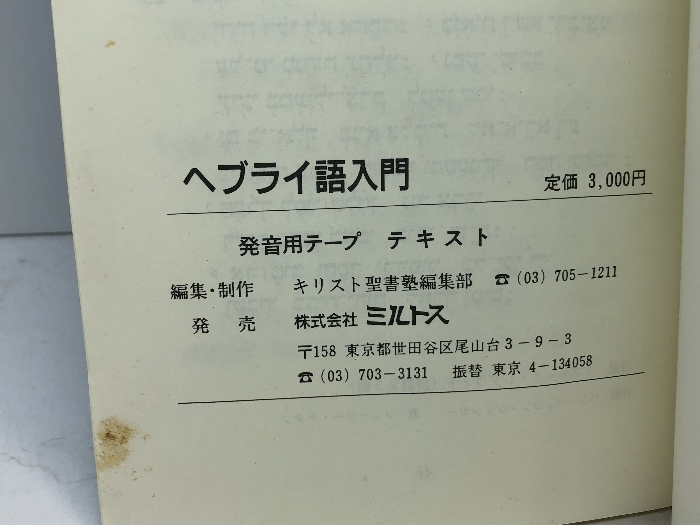 ヘブライ語入門 定価 3,000円
発音用テープ テキスト
編集・制作 キリスト聖書塾編集部 ☎(03) 705-1211
発売 株式会社 ミルトス
〒158 東京都世田谷区尾山台3-9-3
☎(03) 703-3131 振替 東京 4-134058